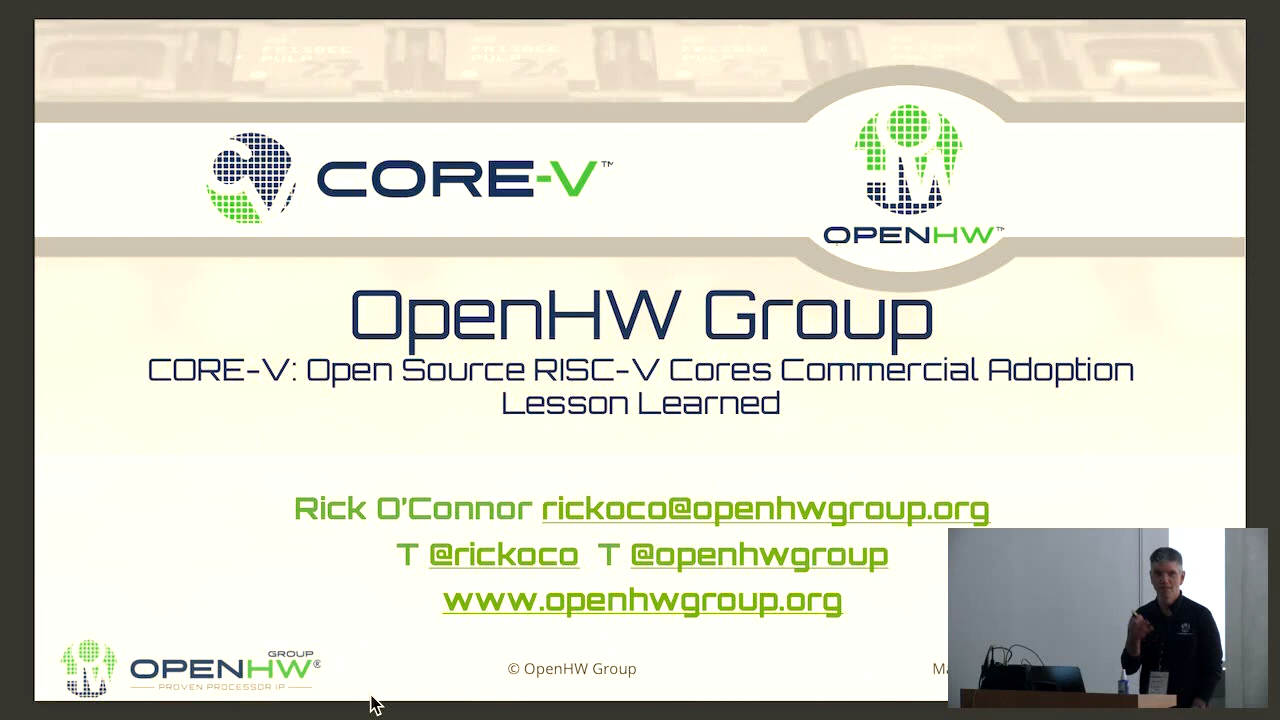 CORE-V™
OPENHW™
OpenHW Group
CORE-V: Open Source RISC-V Cores Commercial Adoption
Lesson Learned
Rick O'Connor rickoco@openhwgroup.org
T @rickoco T @openhwgroup
www.openhwgroup.org
GROUP
OPENHW®
PROVEN PROCESSOR IP
© OpenHW Group